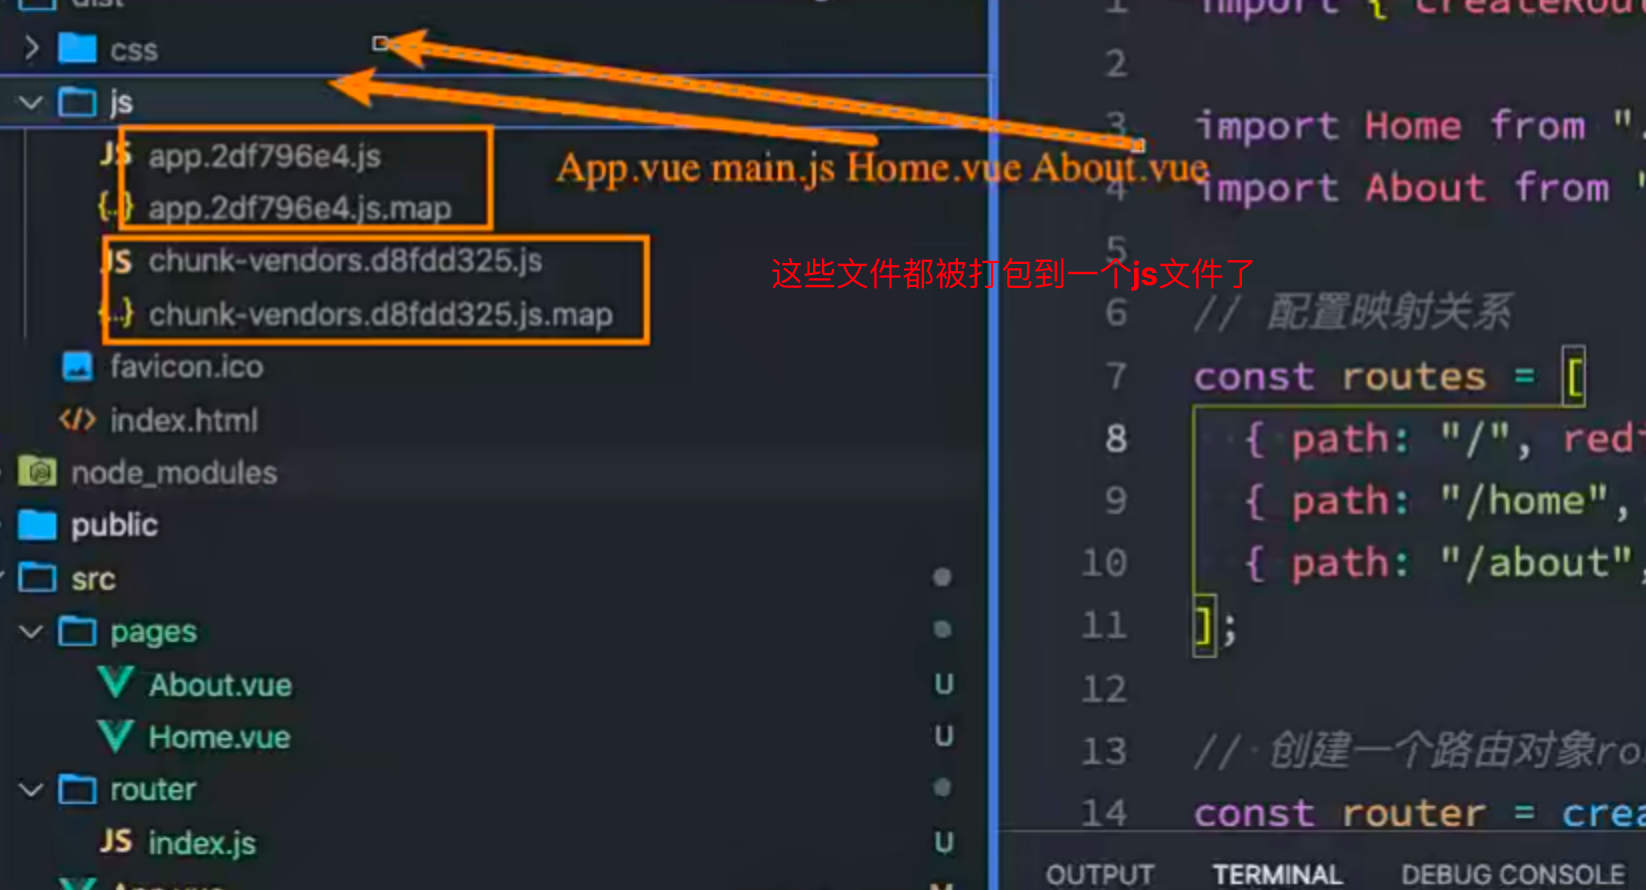 dist
css
js
app.2df796e4.js
app.2df796e4.js.map
chunk-vendors.d8fdd325.js
chunk-vendors.d8fdd325.js.map
favicon.ico
index.html
node_modules
public
src
pages
About.vue U
Home.vue U
router
index.js U
App.vue M
App.vue main.js Home.vue About.vue
这些文件都被打包到一个js文件了
1 import { createRou
2
3 import Home from ".
4 import About from "
5
6 // 配置映射关系
7 const routes = [
8 { path: "/", redi
9 { path: "/home",
10 { path: "/about",
11 ];
12
13 // 创建一个路由对象ro
14 const router = crea
OUTPUT TERMINAL DEBUG CONSOLE